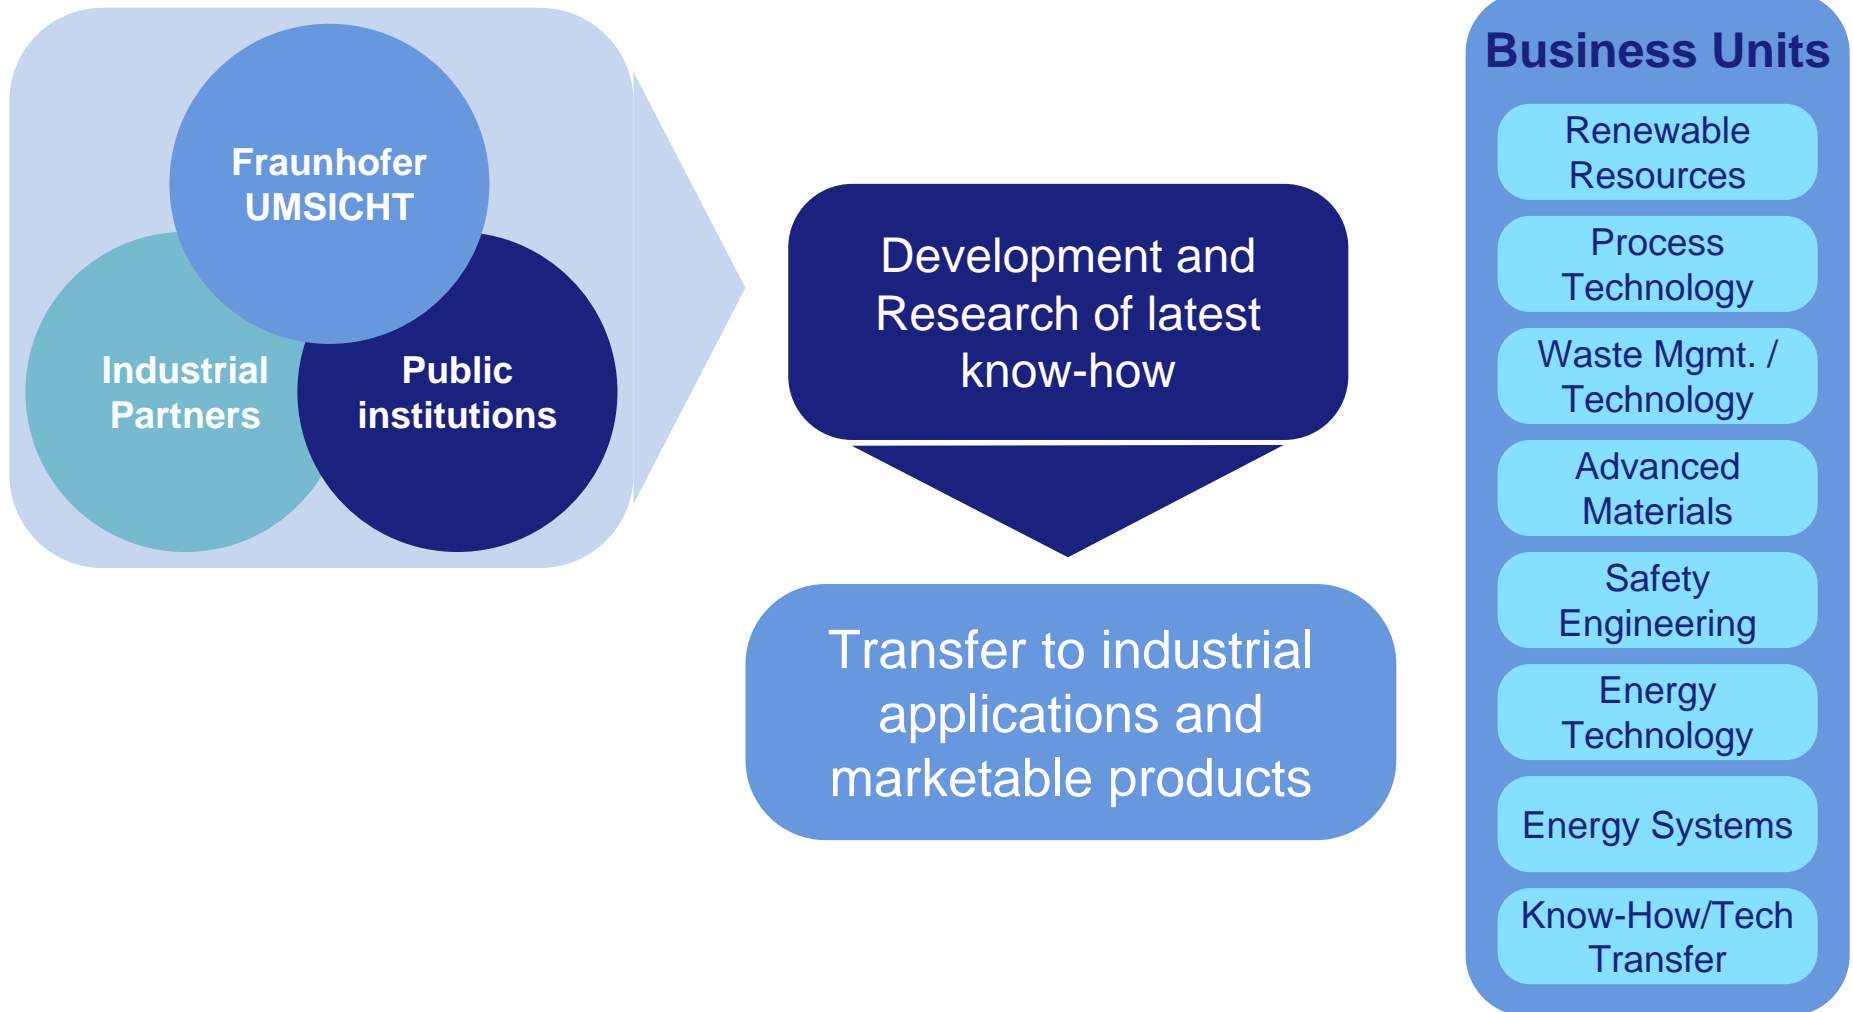 Fraunhofer
UMSICHT
Industrial
Partners
Public
institutions
Development and
Research of latest
know-how
Transfer to industrial
applications and
marketable products
Business Units
Renewable
Resources
Process
Technology
Waste Mgmt. /
Technology
Advanced
Materials
Safety
Engineering
Energy
Technology
Energy Systems
Know-How/Tech
Transfer